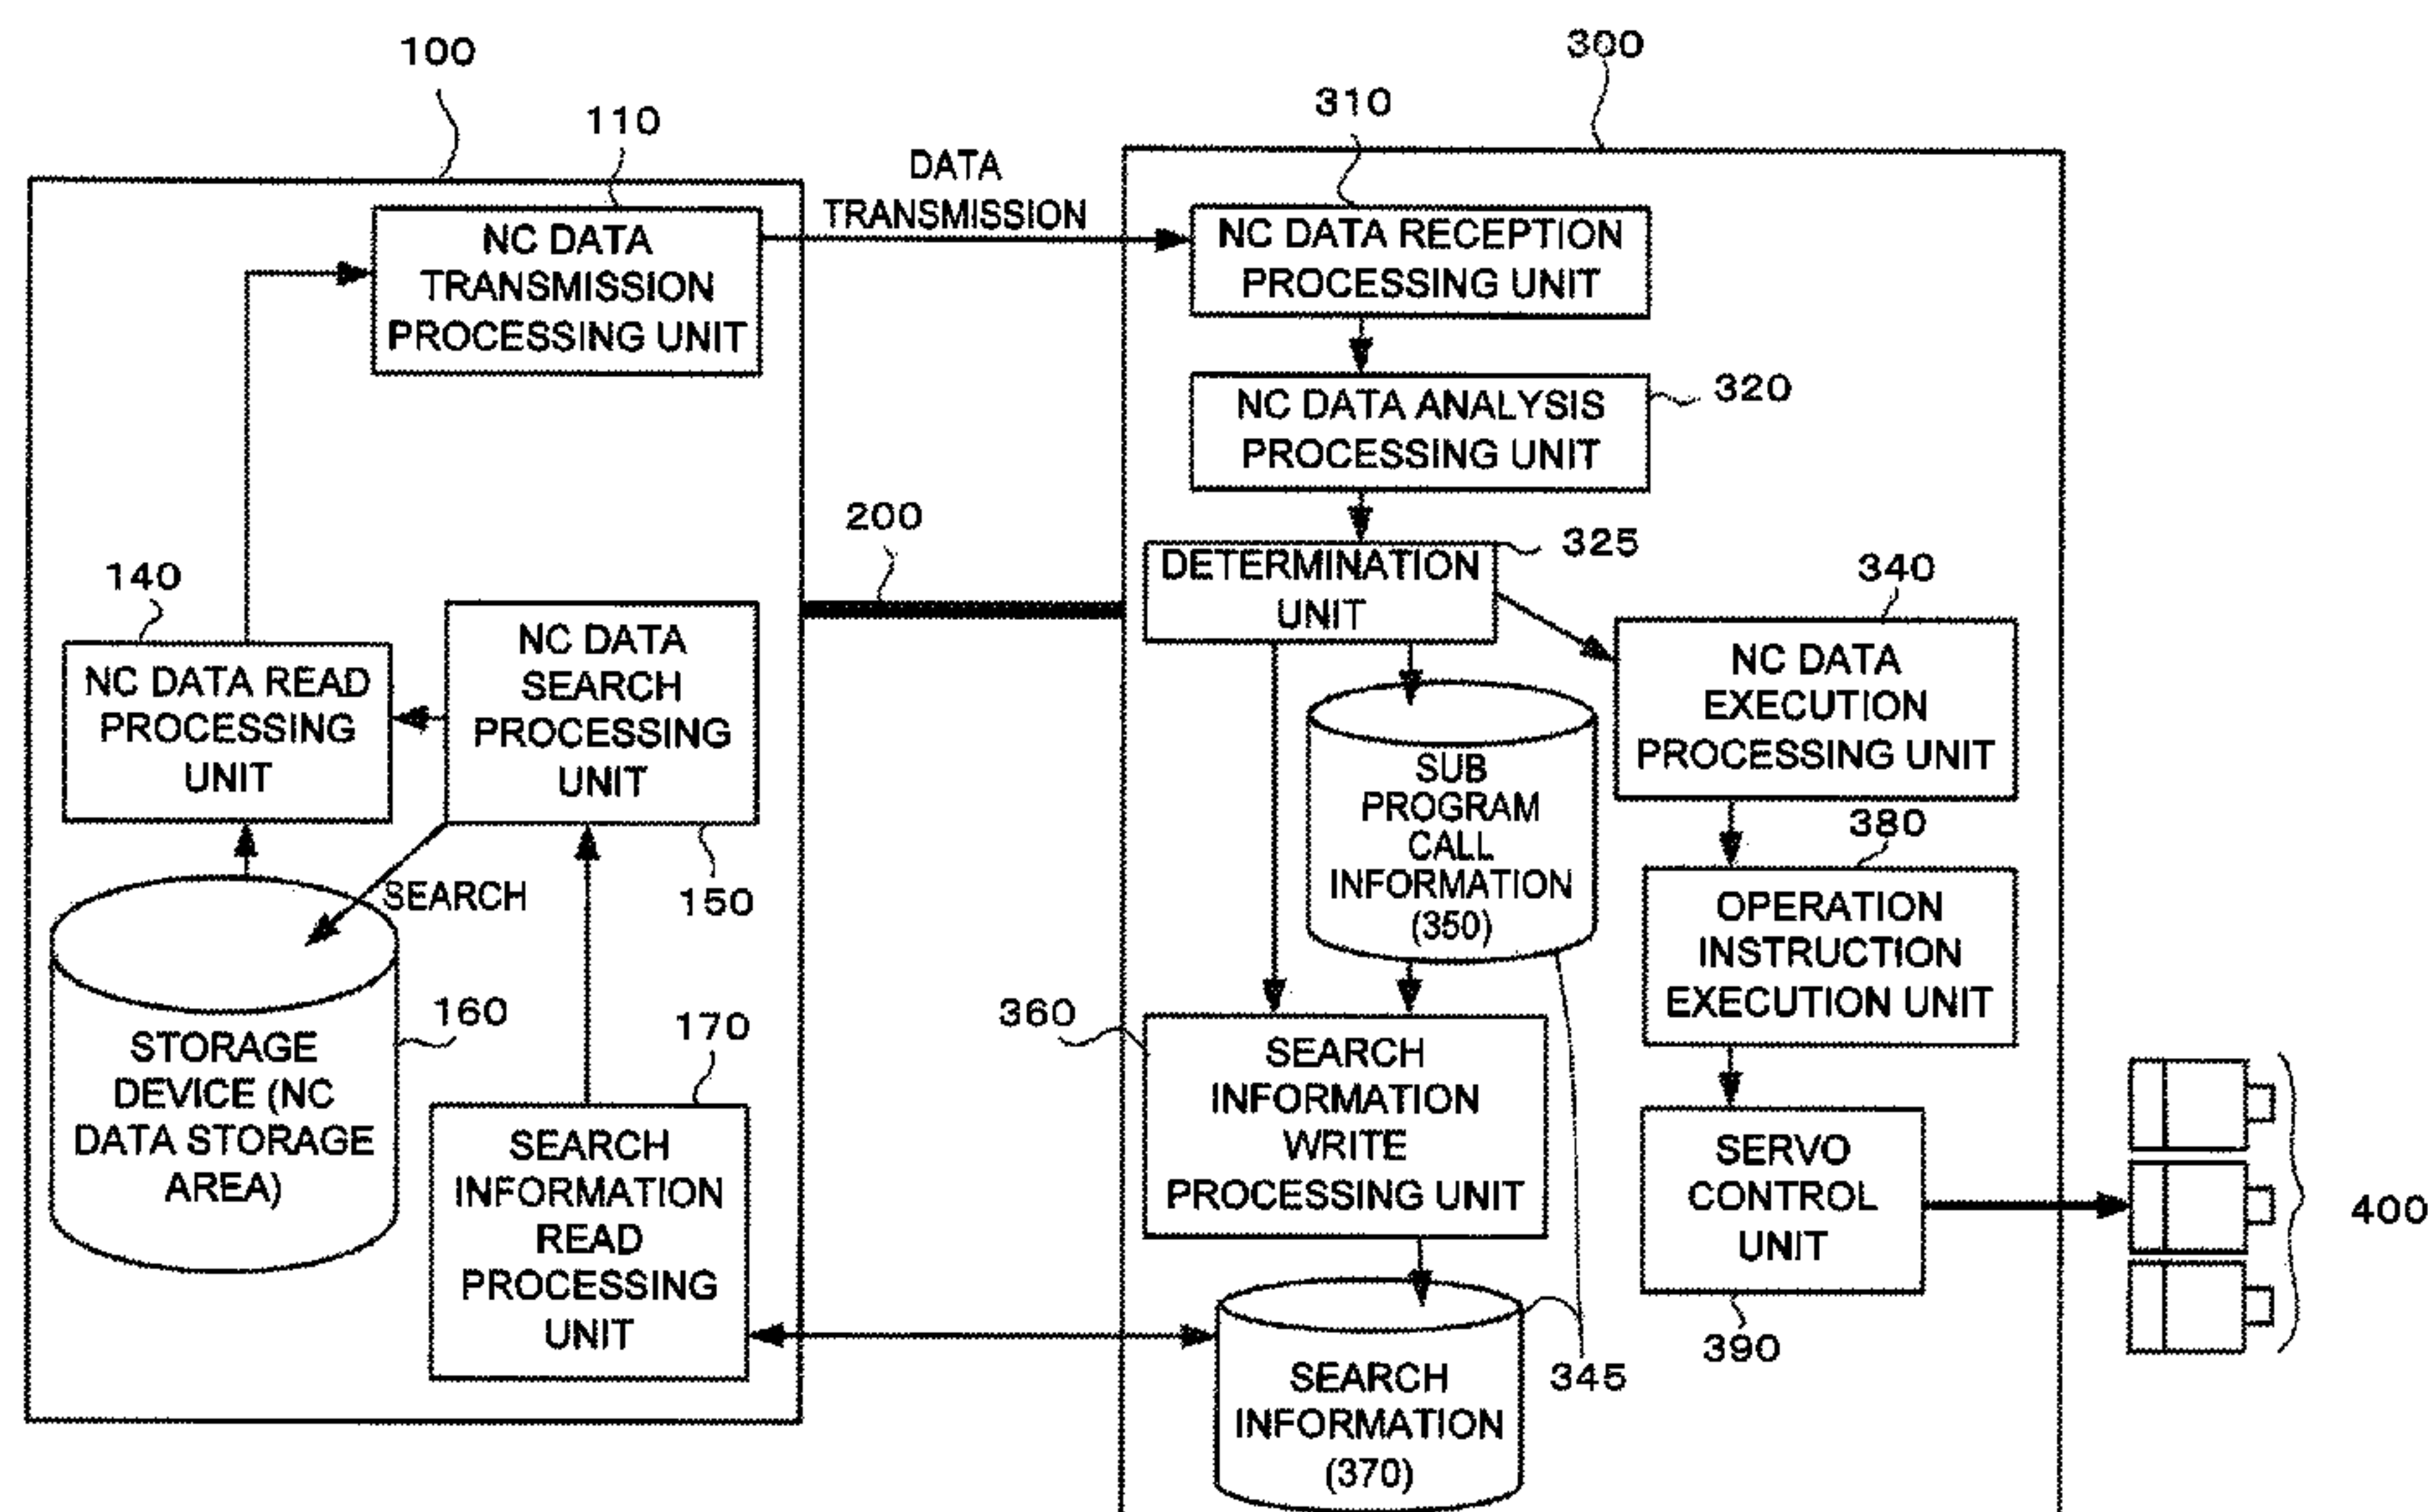 100
110
NC DATA
TRANSMISSION
PROCESSING UNIT
DATA
TRANSMISSION
140
NC DATA READ
PROCESSING
UNIT
NC DATA
SEARCH
PROCESSING
UNIT
150
SEARCH
STORAGE
DEVICE (NC
DATA STORAGE
AREA)
160
170
SEARCH
INFORMATION
READ
PROCESSING
UNIT
200
300
310
NC DATA RECEPTION
PROCESSING UNIT
NC DATA ANALYSIS
PROCESSING UNIT
320
DETERMINATION
UNIT
325
340
NC DATA
EXECUTION
PROCESSING UNIT
SUB
PROGRAM
CALL
INFORMATION
(350)
380
OPERATION
INSTRUCTION
EXECUTION UNIT
360
SEARCH
INFORMATION
WRITE
PROCESSING UNIT
SERVO
CONTROL
UNIT
390
400
345
SEARCH
INFORMATION
(370)